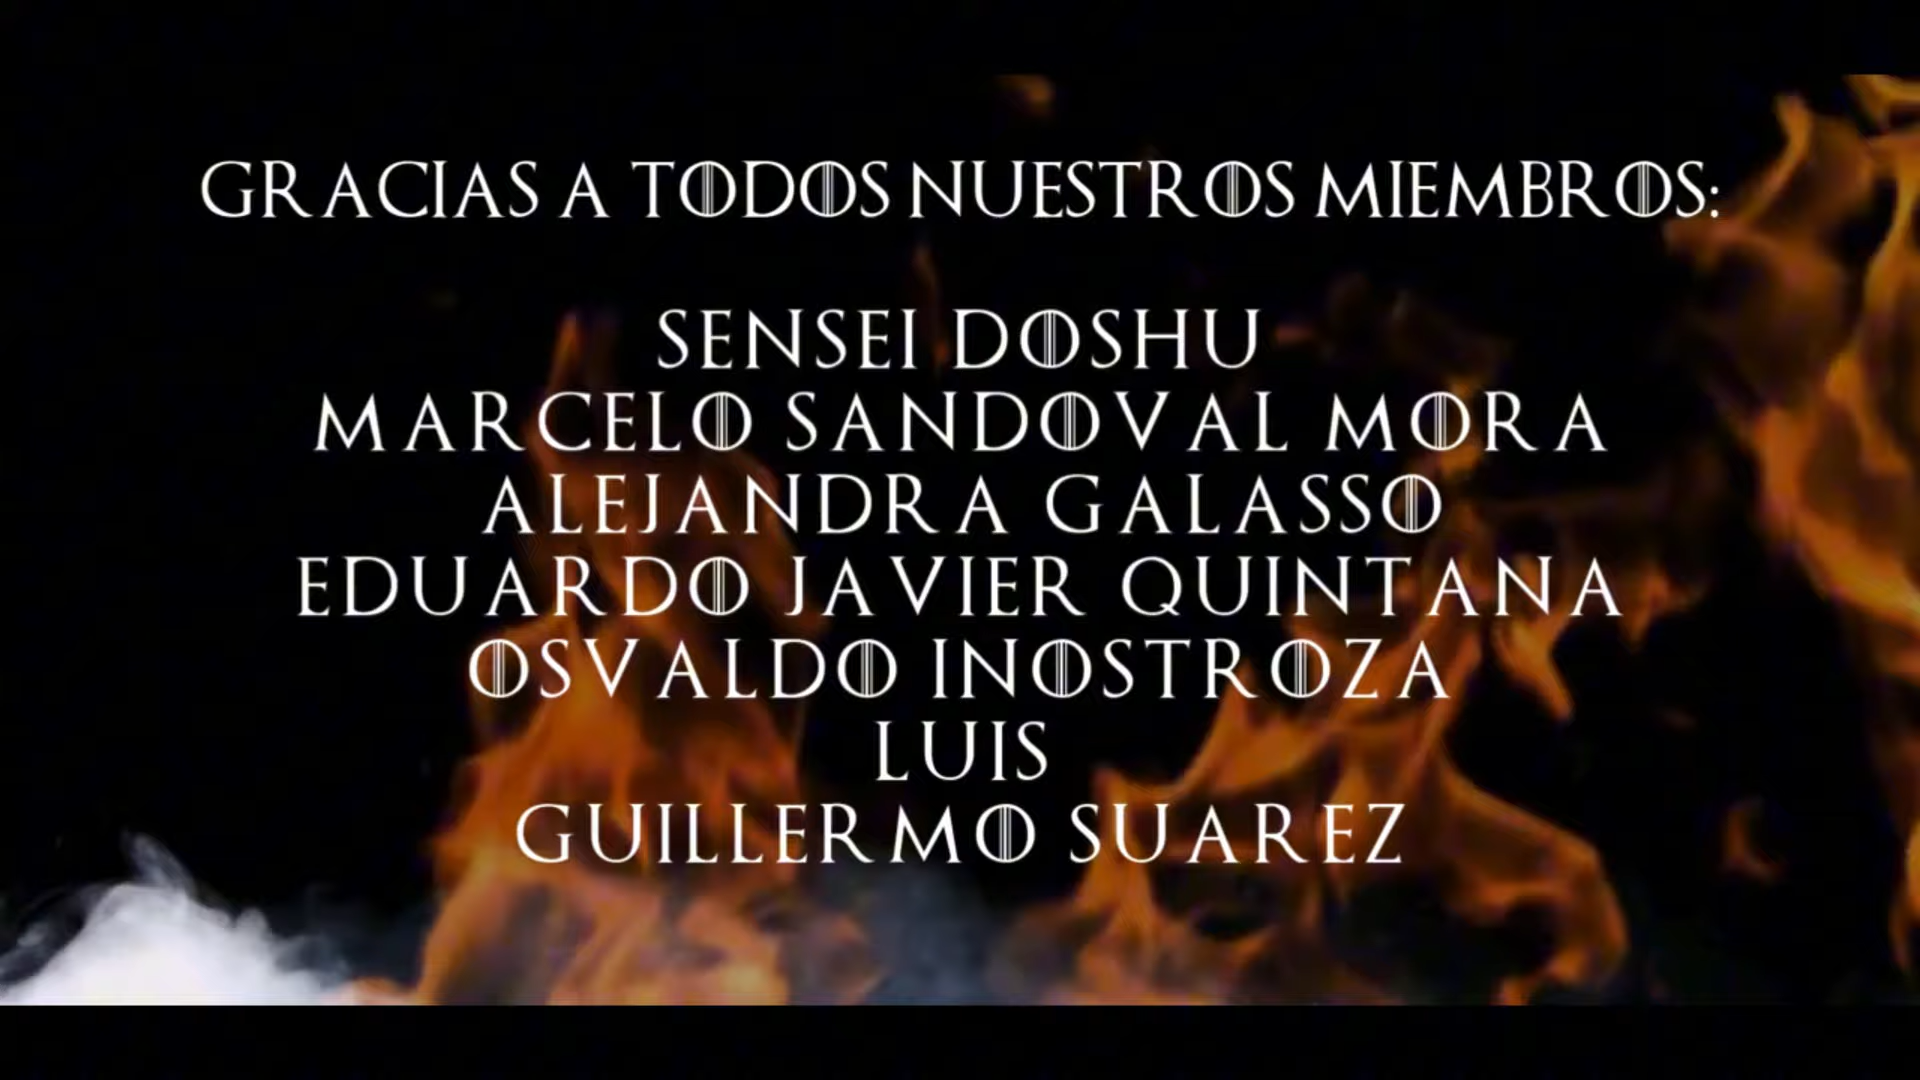 GRACIAS A TODOS NUESTROS MIEMBROS:
SENSEI DOSHU
MARCELO SANDOVAL MORA
ALEJANDRA GALASSO
EDUARDO JAVIER QUINTANA
OSVALDO INOSTROZA
LUIS
GUILLERMO SUAREZ